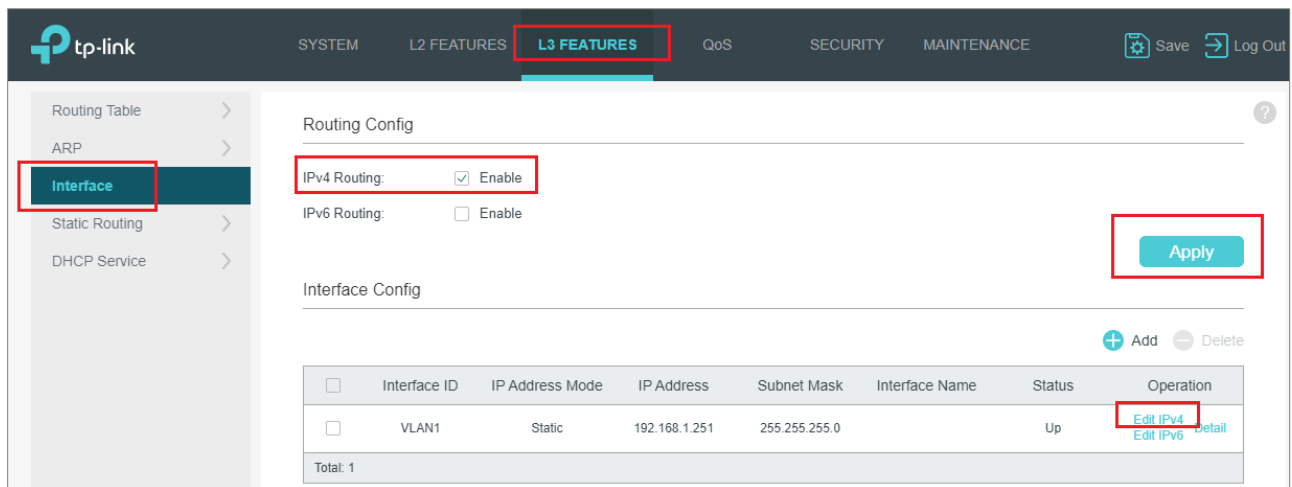 tp-link
SYSTEM L2 FEATURES L3 FEATURES QoS SECURITY MAINTENANCE Save Log Out
Routing Table
ARP
Interface
Static Routing
DHCP Service
Routing Config
?
IPv4 Routing: Enable
IPv6 Routing: Enable
Apply
Interface Config
Add Delete
Interface ID IP Address Mode IP Address Subnet Mask Interface Name Status Operation
VLAN1 Static 192.168.1.251 255.255.255.0 Up Edit IPv4 Detail
Edit IPv6
Total: 1